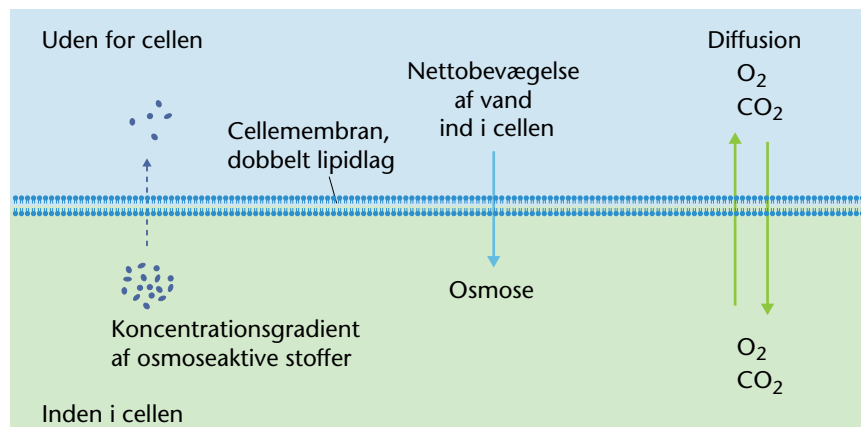 Uden for cellen
Diffusion
O₂
CO₂
Nettobevægelse
af vand
ind i cellen
Cellemembran,
dobbelt lipidlag
Osmose
Koncentrationsgradient
af osmoseaktive stoffer
O₂
CO₂
Inden i cellen